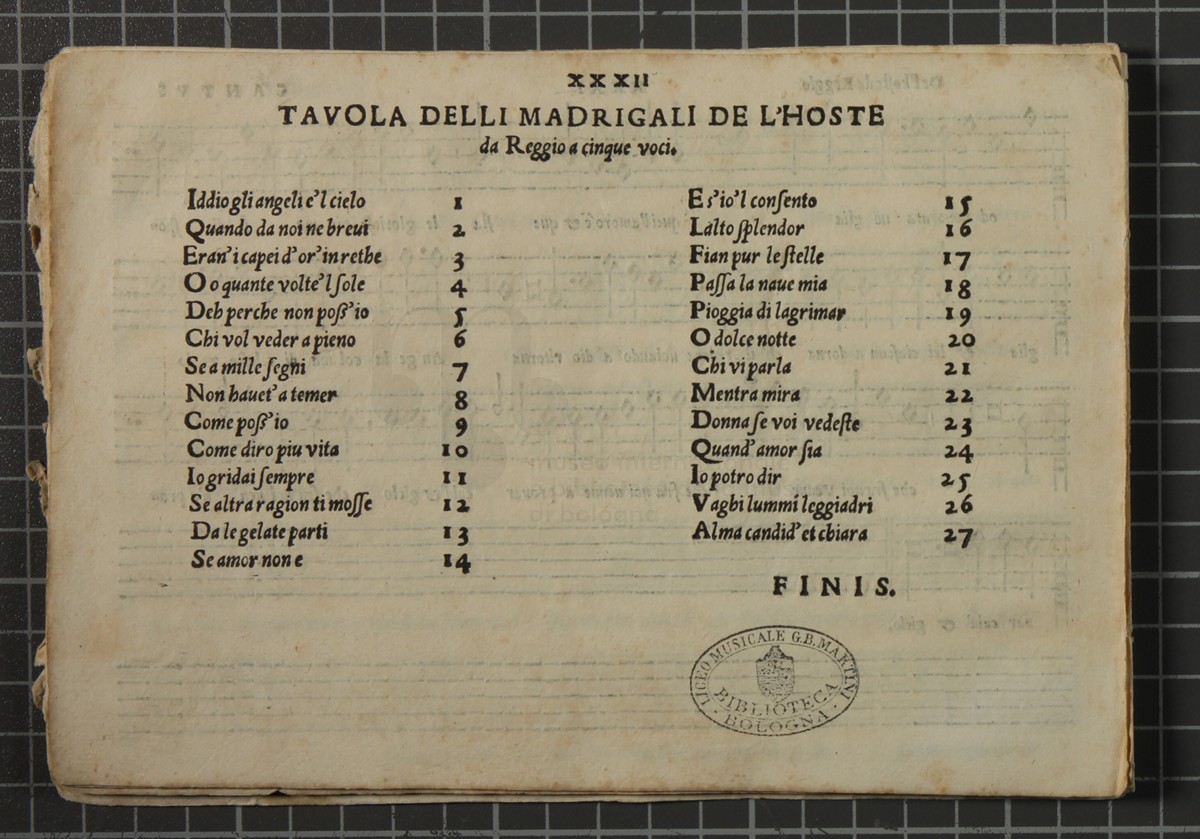 XXXII
TAVOLA DELLI MADRIGALI DE L'HOSTE
da Reggio a cinque voci.
Iddio gli angeli e'l cielo 1
Quando da noi ne breui 2
Eran' i capei d'or' in rethe 3
O o quante volte'l ſole 4
Deh perche non poſſ'io 5
Chi vol veder a pieno 6
Se a mille ſegni 7
Non hauet' a temer 8
Come poſſ'io 9
Come diro piu vita 10
Io gridai ſempre 11
Se altra ragion ti moſſe 12
Da le gelate parti 13
Se amor non e 14
E s'io'l conſento 15
Lalto ſplendor 16
Fian pur le ſtelle 17
Paſſa la naue mia 18
Pioggia di lagrimar 19
O dolce notte 20
Chi vi parla 21
Mentra mira 22
Donna ſe voi vedeſte 23
Quand' amor ſia 24
Io potro dir 25
Vaghi lummi leggiadri 26
Alma candid' et chiara 27
FINIS.
LICEO MUSICALE G.B. MARTINI
BIBLIOTECA
BOLOGNA